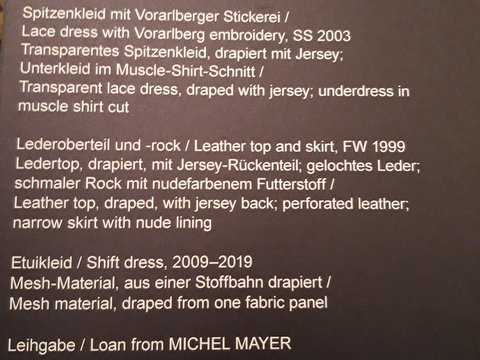 Spitzenkleid mit Vorarlberger Stickerei /
Lace dress with Vorarlberg embroidery, SS 2003
Transparentes Spitzenkleid, drapiert mit Jersey;
Unterkleid im Muscle-Shirt-Schnitt /
Transparent lace dress, draped with jersey; underdress in
muscle shirt cut
Lederoberteil und -rock / Leather top and skirt, FW 1999
Ledertop, drapiert, mit Jersey-Rückenteil; gelochtes Leder;
schmaler Rock mit nudefarbenem Futterstoff /
Leather top, draped, with jersey back; perforated leather;
narrow skirt with nude lining
Etuikleid / Shift dress, 2009–2019
Mesh-Material, aus einer Stoffbahn drapiert /
Mesh material, draped from one fabric panel
Leihgabe / Loan from MICHEL MAYER